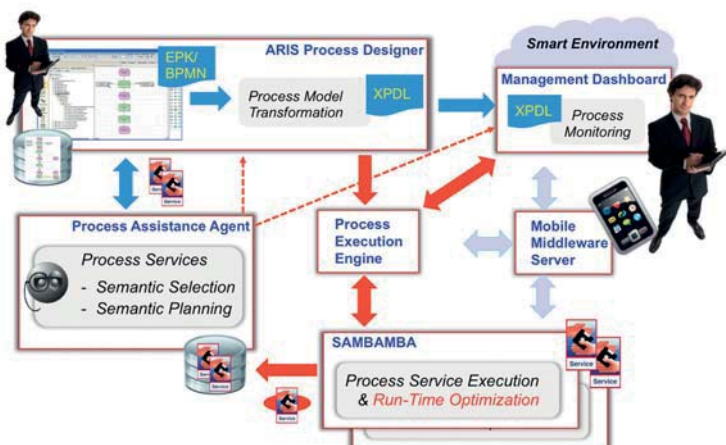 ARIS Process Designer
EPK/
BPMN
Process Model
Transformation
XPDL
Smart Environment
Management Dashboard
XPDL
Process
Monitoring
Service
Service
Process Assistance Agent
Process Services
- Semantic Selection
- Semantic Planning
Process
Execution
Engine
Mobile
Middleware
Server
SAMBAMBA
Process Service Execution
& Run-Time Optimization
Service
Service
Service
Service
Service